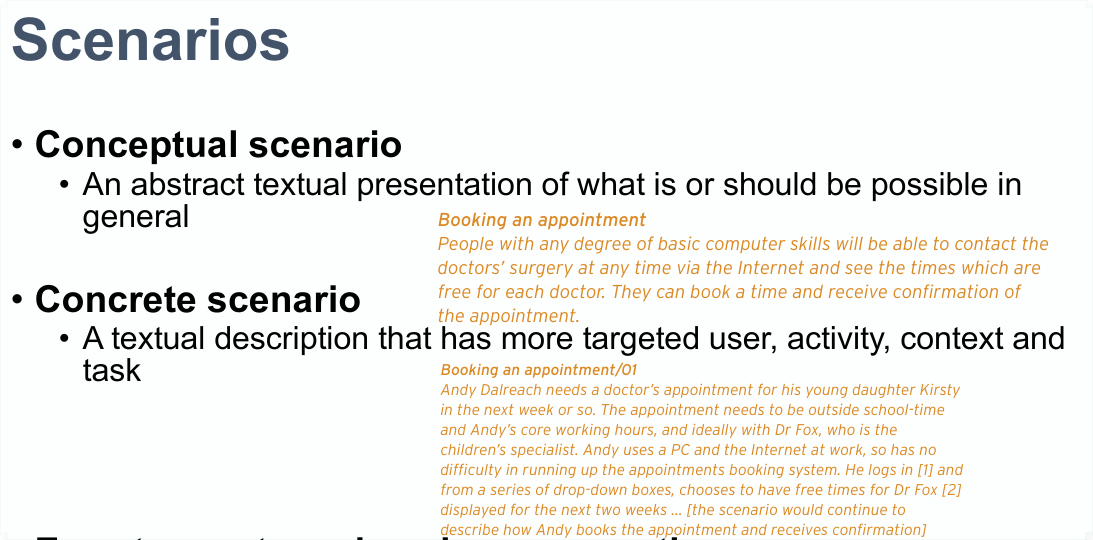 Scenarios
• Conceptual scenario
• An abstract textual presentation of what is or should be possible in
general
Booking an appointment
People with any degree of basic computer skills will be able to contact the
doctors’ surgery at any time via the Internet and see the times which are
free for each doctor. They can book a time and receive confirmation of
the appointment.
• Concrete scenario
• A textual description that has more targeted user, activity, context and
task
Booking an appointment/01
Andy Dalreach needs a doctor’s appointment for his young daughter Kirsty
in the next week or so. The appointment needs to be outside school-time
and Andy’s core working hours, and ideally with Dr Fox, who is the
children’s specialist. Andy uses a PC and the Internet at work, so has no
difficulty in running up the appointments booking system. He logs in [1] and
from a series of drop-down boxes, chooses to have free times for Dr Fox [2]
displayed for the next two weeks … [the scenario would continue to
describe how Andy books the appointment and receives confirmation]